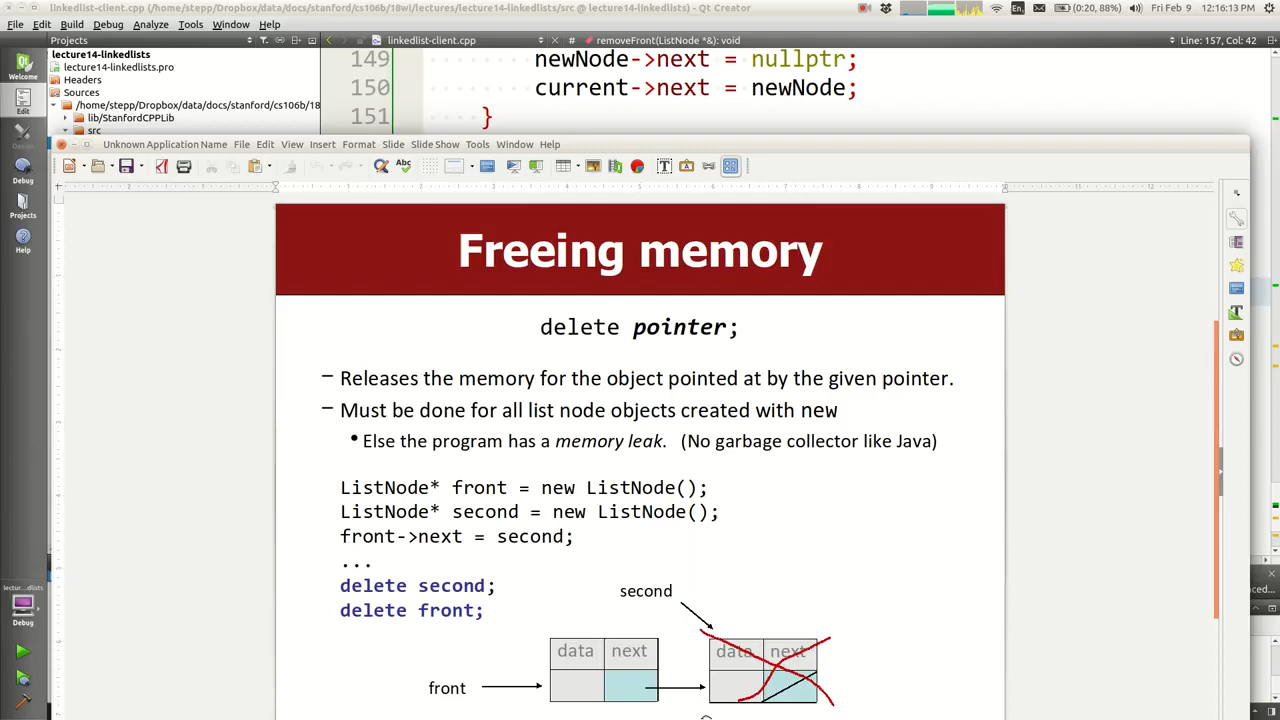 linkedlist-client.cpp (/home/stepp/Dropbox/data/docs/stanford/cs106b/18wi/lectures/lecture14-linkedlists/src @ lecture14-linkedlists) - Qt Creator
File Edit Build Debug Analyze Tools Window Help
En (0:20, 88%) Fri Feb 9 12:16:13
Projects
linkedlist-client.cpp
removeFront(ListNode *&): void
Line: 157, Col: 42
lecture14-linkedlists
lecture14-linkedlists.pro
Headers
Sources
/home/stepp/Dropbox/data/docs/stanford/cs106b/18
lib/StanfordCPPLib
src
Welcome
Edit
Design
Debug
Projects
Help
lectur...dlists
Debug
149 newNode->next = nullptr;
150 current->next = newNode;
151 }
Unknown Application Name File Edit View Insert Format Slide Slide Show Tools Window Help
Freeing memory
delete pointer;
– Releases the memory for the object pointed at by the given pointer.
– Must be done for all list node objects created with new
• Else the program has a memory leak. (No garbage collector like Java)
ListNode* front = new ListNode();
ListNode* second = new ListNode();
front->next = second;
...
delete second;
delete front;
second
data next
data next
front